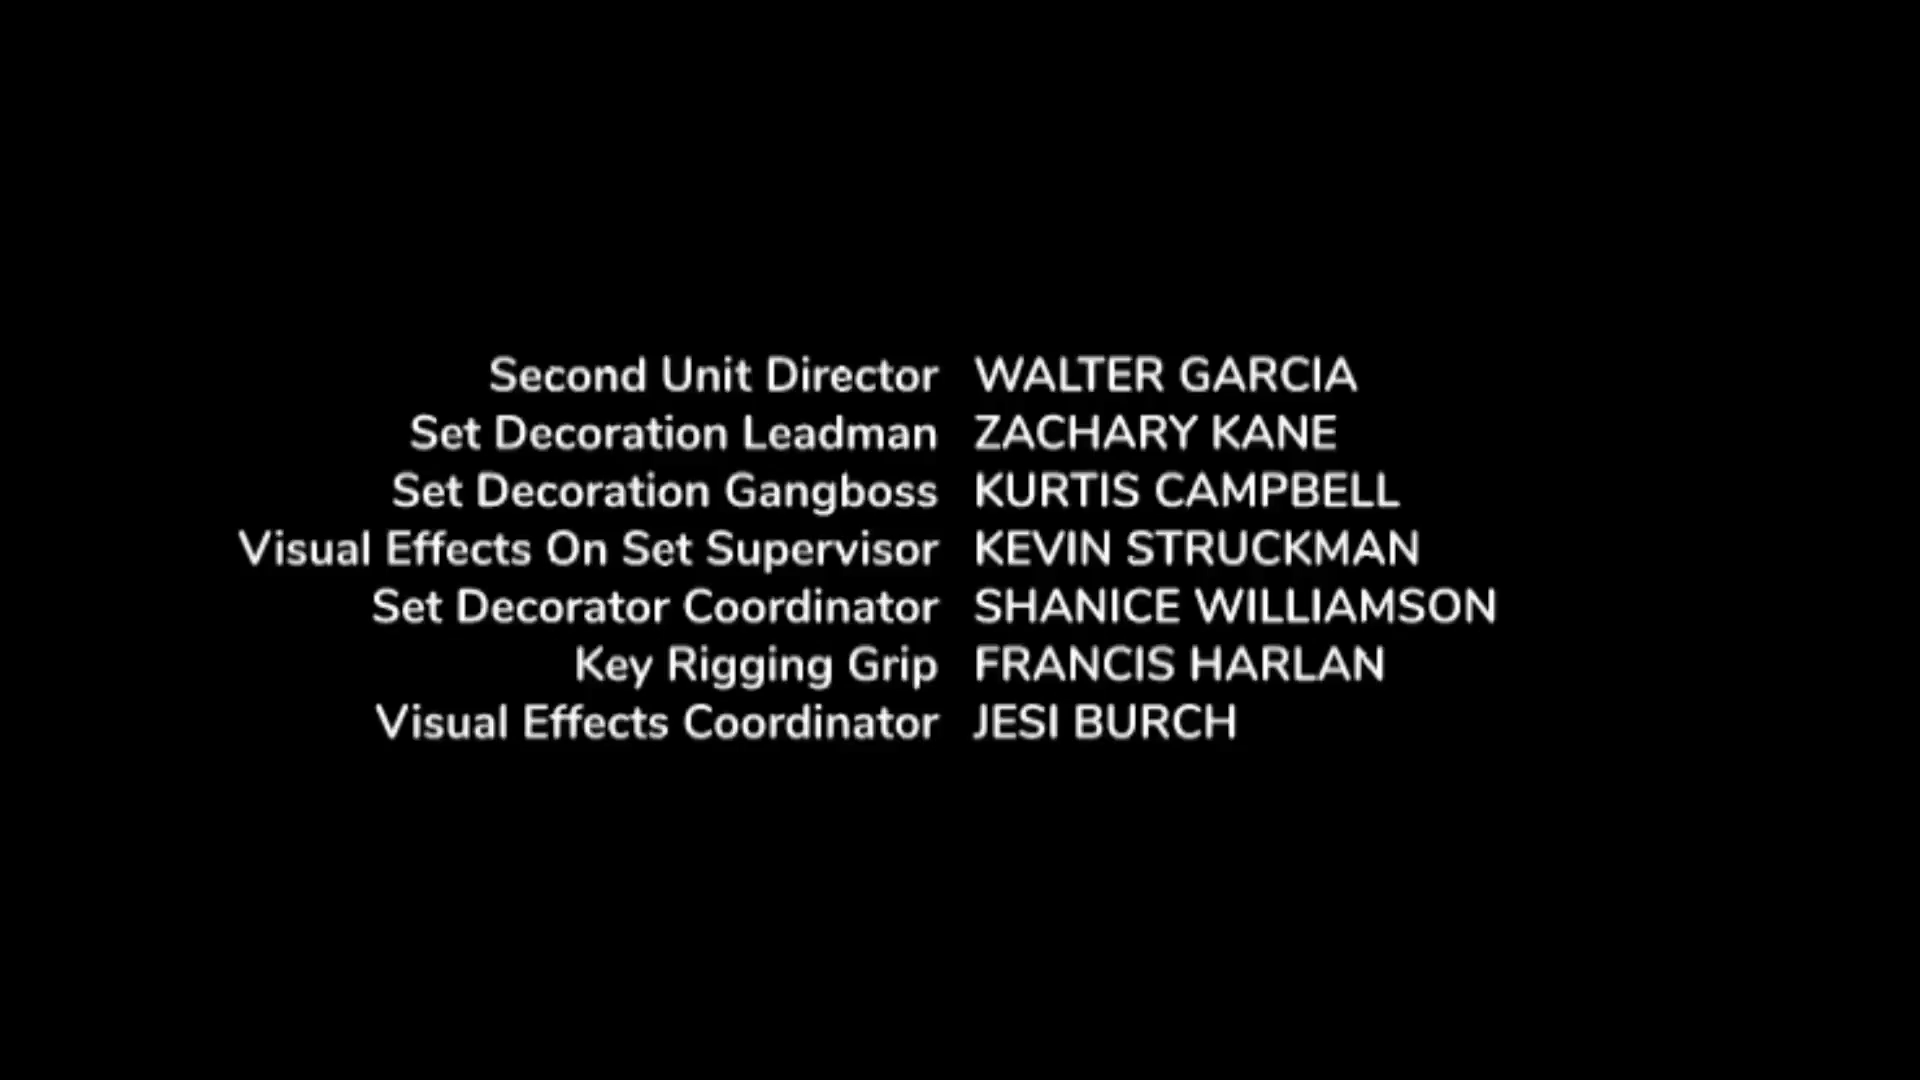 Second Unit Director WALTER GARCIA
Set Decoration Leadman ZACHARY KANE
Set Decoration Gangboss KURTIS CAMPBELL
Visual Effects On Set Supervisor KEVIN STRUCKMAN
Set Decorator Coordinator SHANICE WILLIAMSON
Key Rigging Grip FRANCIS HARLAN
Visual Effects Coordinator JESI BURCH